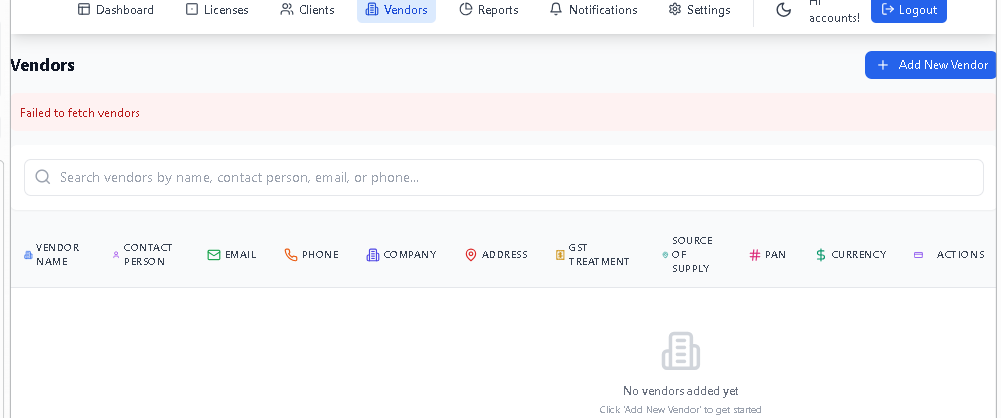 Dashboard Licenses Clients Vendors Reports Notifications Settings Hi accounts! Logout
Vendors
Add New Vendor
Failed to fetch vendors
Search vendors by name, contact person, email, or phone...
VENDOR NAME CONTACT PERSON EMAIL PHONE COMPANY ADDRESS GST TREATMENT SOURCE OF SUPPLY PAN CURRENCY ACTIONS
No vendors added yet
Click 'Add New Vendor' to get started